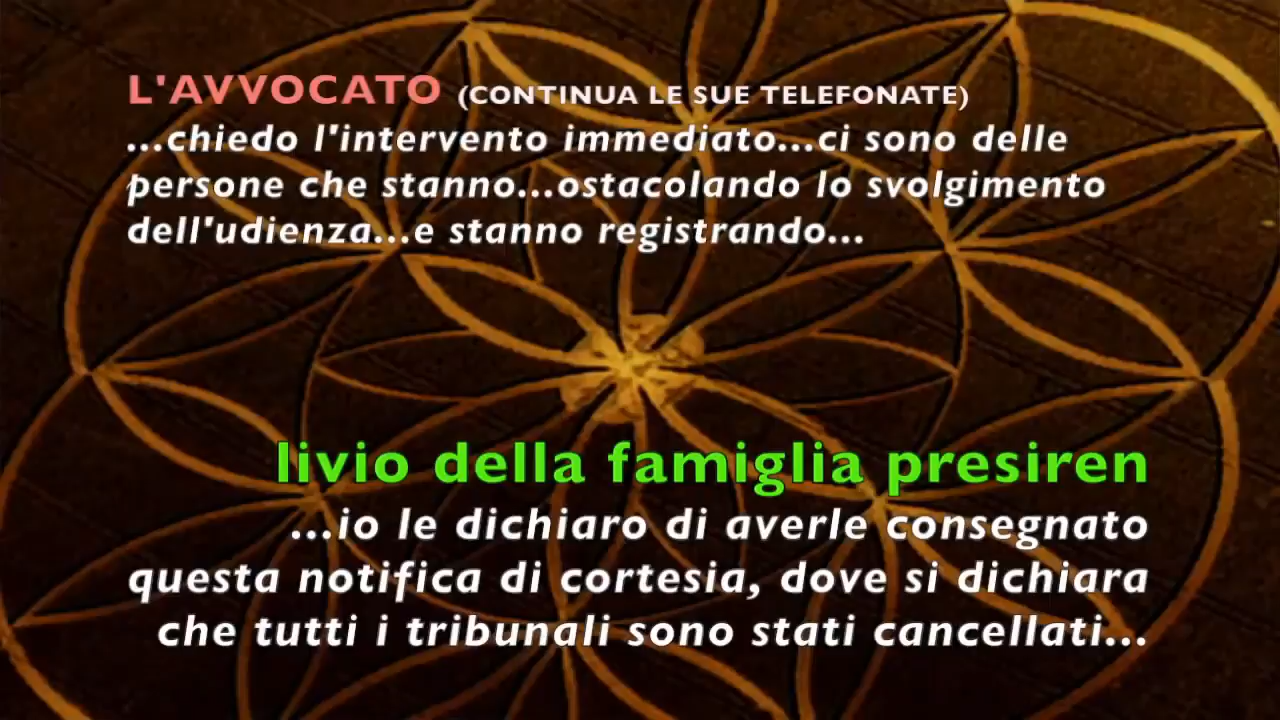 L'AVVOCATO (CONTINUA LE SUE TELEFONATE)
...chiedo l'intervento immediato...ci sono delle
persone che stanno...ostacolando lo svolgimento
dell'udienza...e stanno registrando...
livio della famiglia presiren
...io le dichiaro di averle consegnato
questa notifica di cortesia, dove si dichiara
che tutti i tribunali sono stati cancellati...